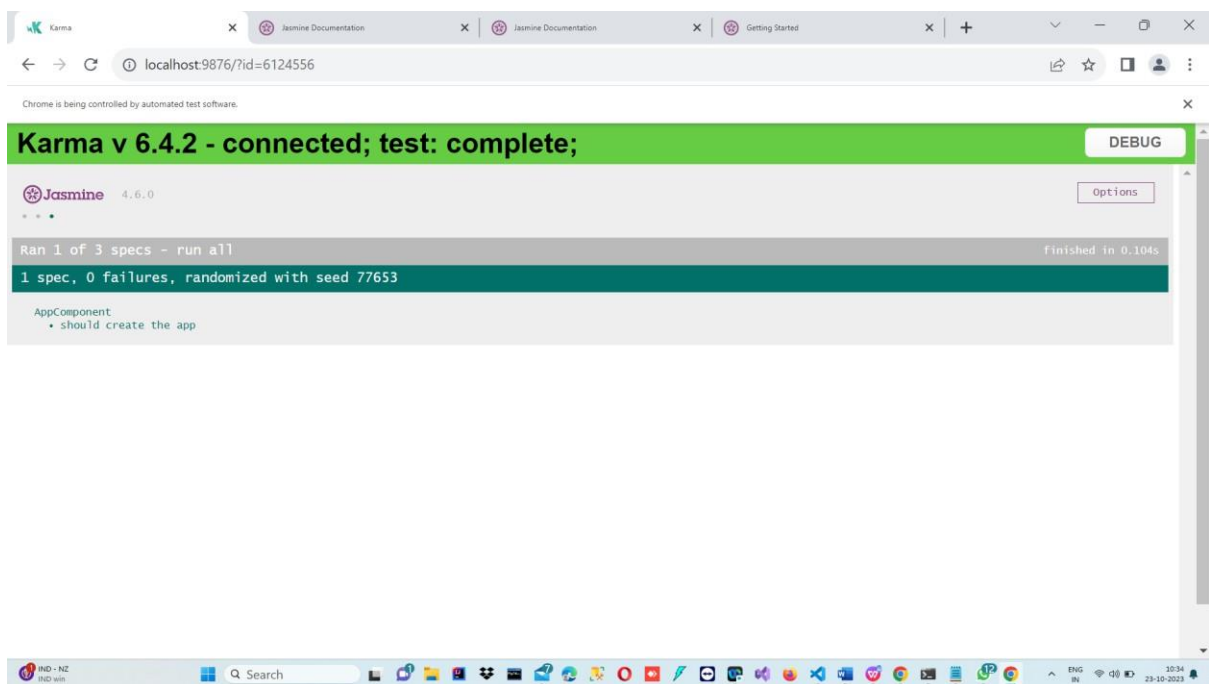 Karma
Jasmine Documentation
Jasmine Documentation
Getting Started
localhost:9876/?id=6124556
Chrome is being controlled by automated test software.
Karma v 6.4.2 - connected; test: complete;
DEBUG
Jasmine 4.6.0
Options
Ran 1 of 3 specs - run all
finished in 0.104s
1 spec, 0 failures, randomized with seed 77653
AppComponent
• should create the app
IND - NZ
IND win
Search
ENG
IN
10:34
23-10-2023